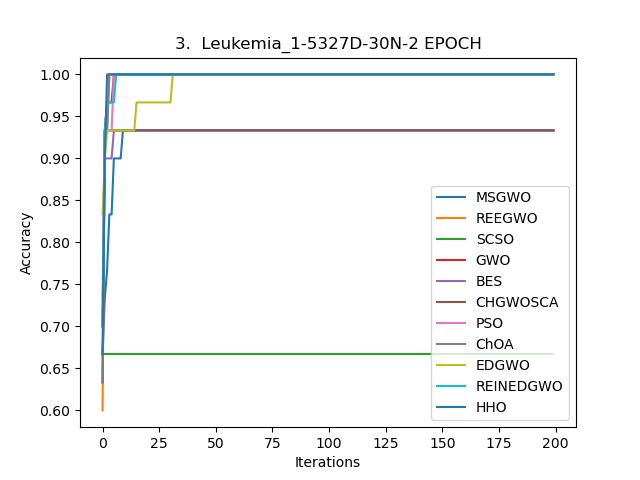 3.  Leukemia_1-5327D-30N-2 EPOCH
1.00
0.95
0.90
0.85
0.80
0.75
0.70
0.65
0.60
Accuracy
MSGWO
REEGWO
SCSO
GWO
BES
CHGWOSCA
PSO
ChOA
EDGWO
REINEDGWO
HHO
0 25 50 75 100 125 150 175 200
Iterations